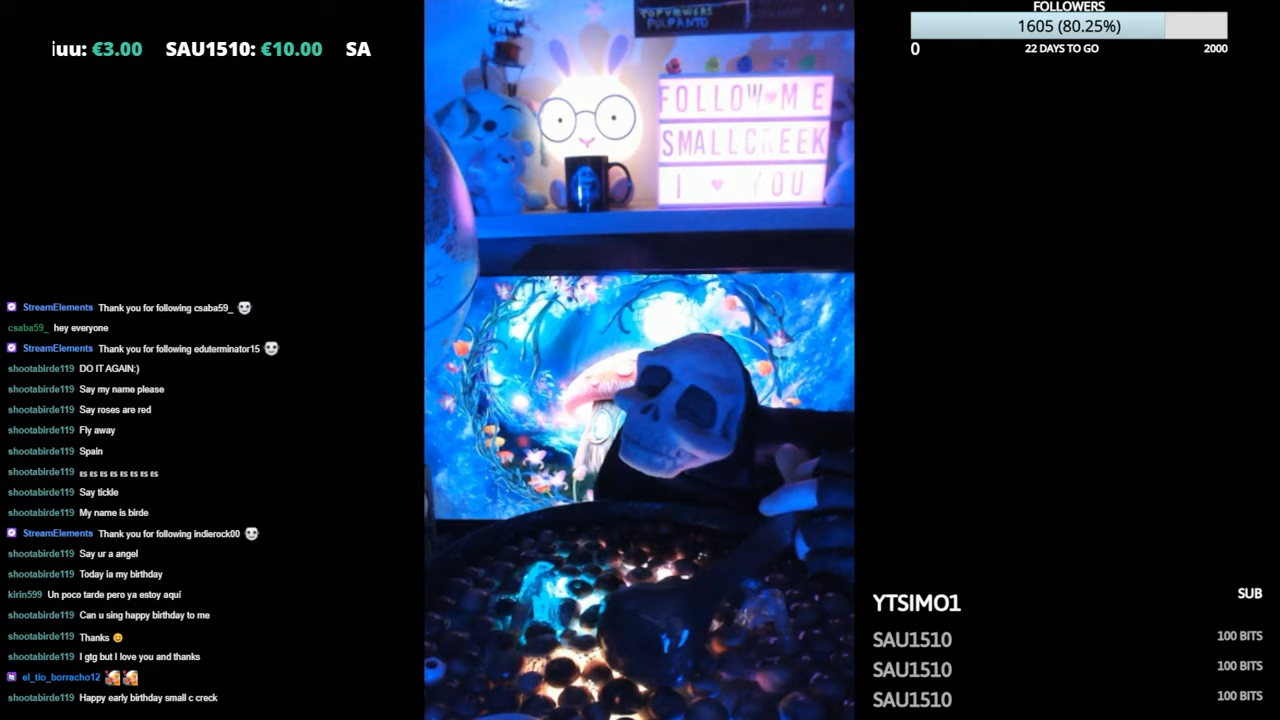 iuu: €3.00 SAU1510: €10.00 SA
FOLLOWERS
1605 (80.25%)
0 22 DAYS TO GO 2000
TOPVIEWERS
PULPANTO
FOLLOW♥ME
SMALLCREEK
I ♥ YOU
StreamElements Thank you for following csaba59_
csaba59_ hey everyone
StreamElements Thank you for following eduterminator15
shootabirde119 DO IT AGAIN:)
shootabirde119 Say my name please
shootabirde119 Say roses are red
shootabirde119 Fly away
shootabirde119 Spain
shootabirde119 🇪🇸🇪🇸🇪🇸🇪🇸🇪🇸🇪🇸🇪🇸🇪🇸
shootabirde119 Say tickle
shootabirde119 My name is birde
StreamElements Thank you for following indierock00
shootabirde119 Say ur a angel
shootabirde119 Today ia my birthday
kirin599 Un poco tarde pero ya estoy aquí
shootabirde119 Can u sing happy birthday to me
shootabirde119 Thanks 😊
shootabirde119 I gtg but I love you and thanks
el_tio_borracho12
shootabirde119 Happy early birthday small c creck
YTSIMO1 SUB
SAU1510 100 BITS
SAU1510 100 BITS
SAU1510 100 BITS